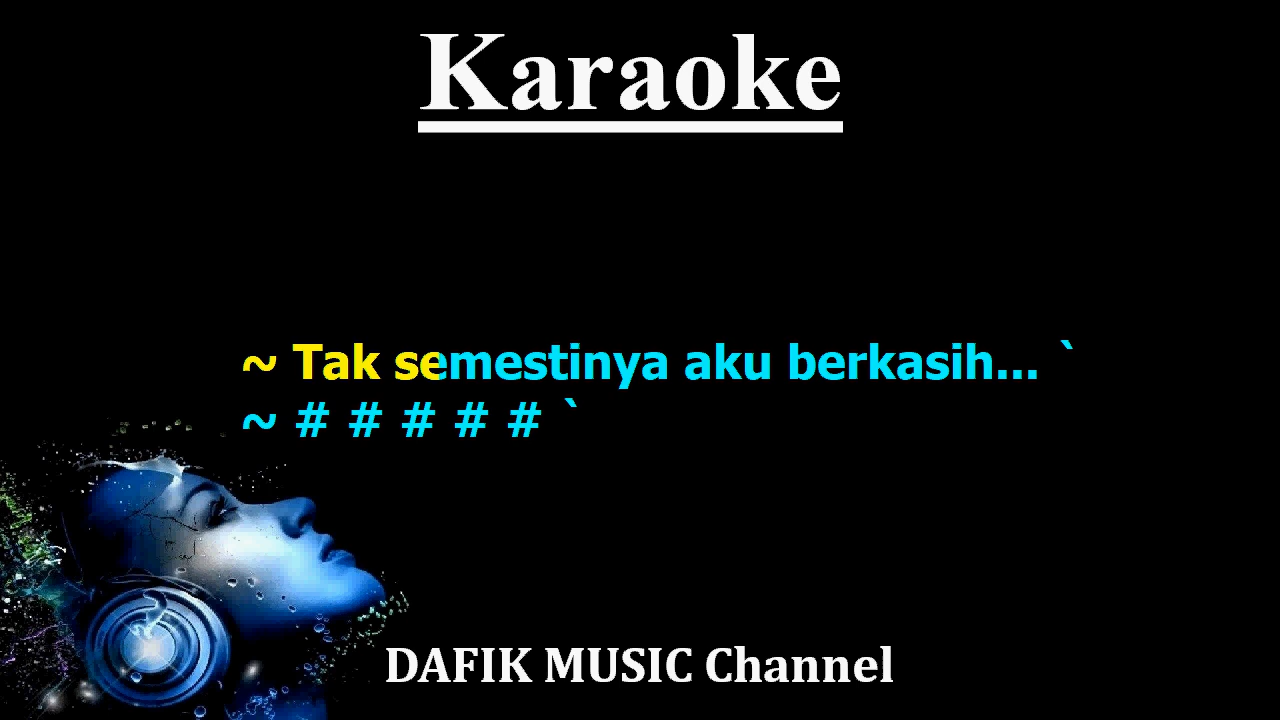 Karaoke
~ Tak semestinya aku berkasih... `
~ # # # # # `
DAFIK MUSIC Channel